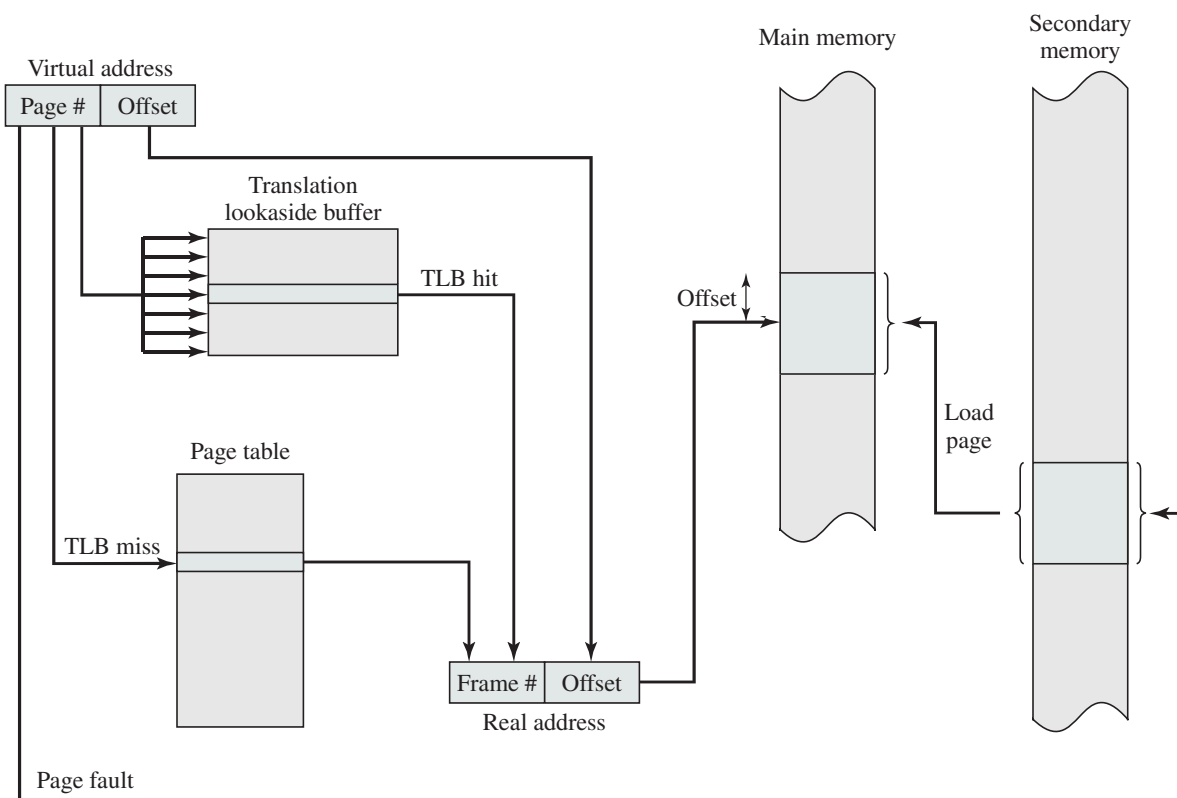 Secondary
memory
Main memory
Virtual address
Page # Offset
Translation
lookaside buffer
TLB hit
Offset
Load
page
Page table
TLB miss
Frame # Offset
Real address
Page fault